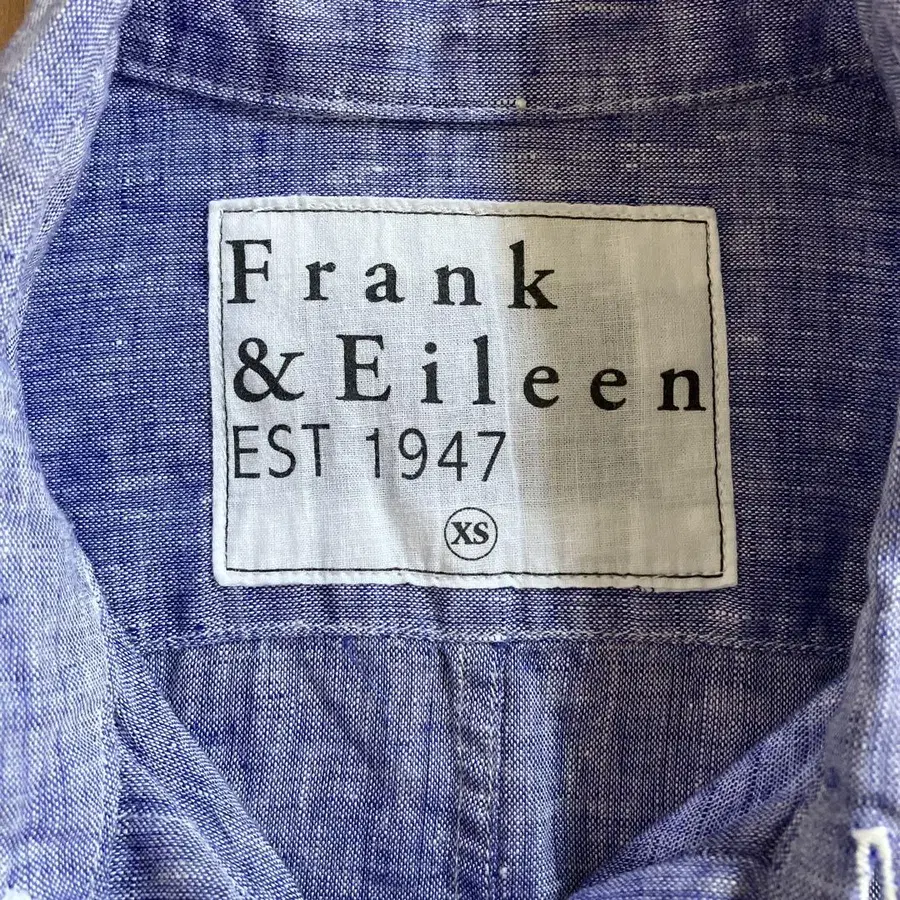 Frank
& Eileen
EST 1947
XS